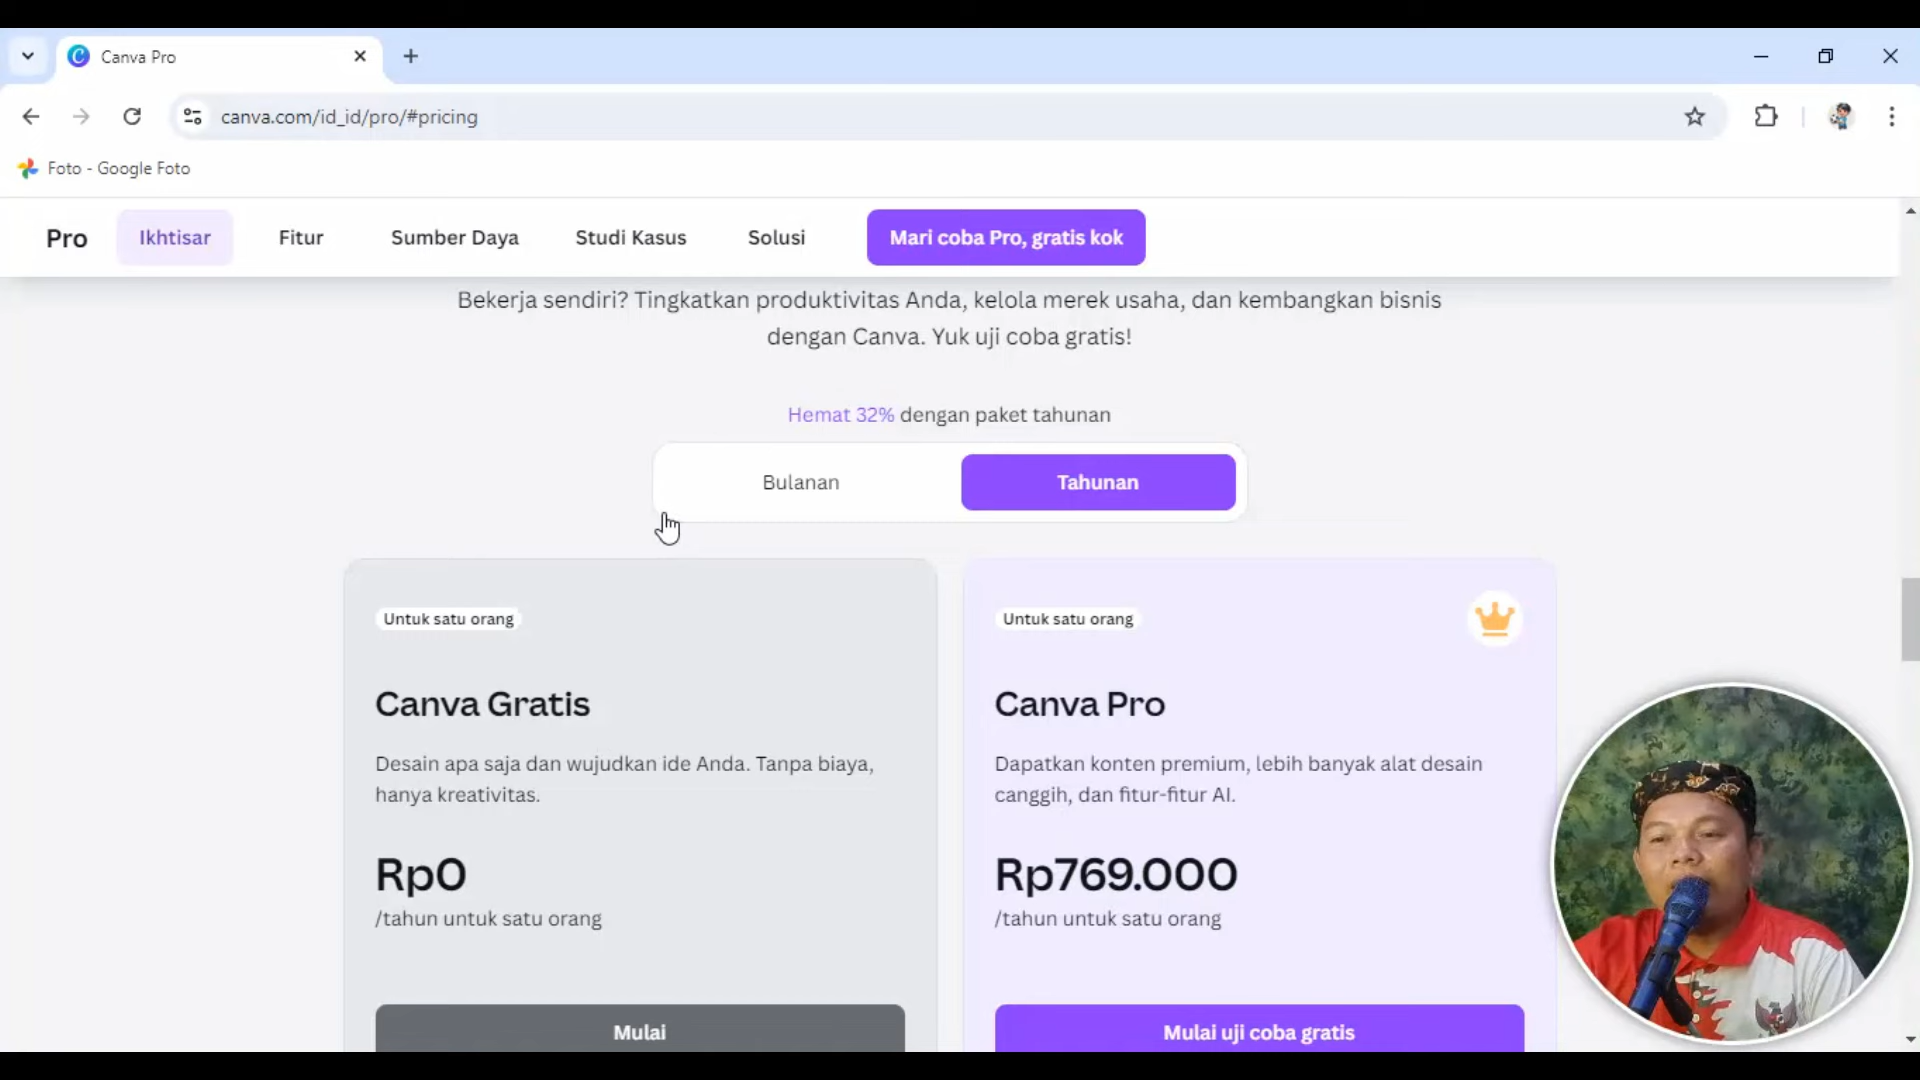 Canva Pro
canva.com/id_id/pro/#pricing
Foto - Google Foto
Pro Ikhtisar Fitur Sumber Daya Studi Kasus Solusi Mari coba Pro, gratis kok
Bekerja sendiri? Tingkatkan produktivitas Anda, kelola merek usaha, dan kembangkan bisnis
dengan Canva. Yuk uji coba gratis!
Hemat 32% dengan paket tahunan
Bulanan Tahunan
Untuk satu orang
Canva Gratis
Desain apa saja dan wujudkan ide Anda. Tanpa biaya,
hanya kreativitas.
Rp0
/tahun untuk satu orang
Mulai
Untuk satu orang
Canva Pro
Dapatkan konten premium, lebih banyak alat desain
canggih, dan fitur-fitur AI.
Rp769.000
/tahun untuk satu orang
Mulai uji coba gratis